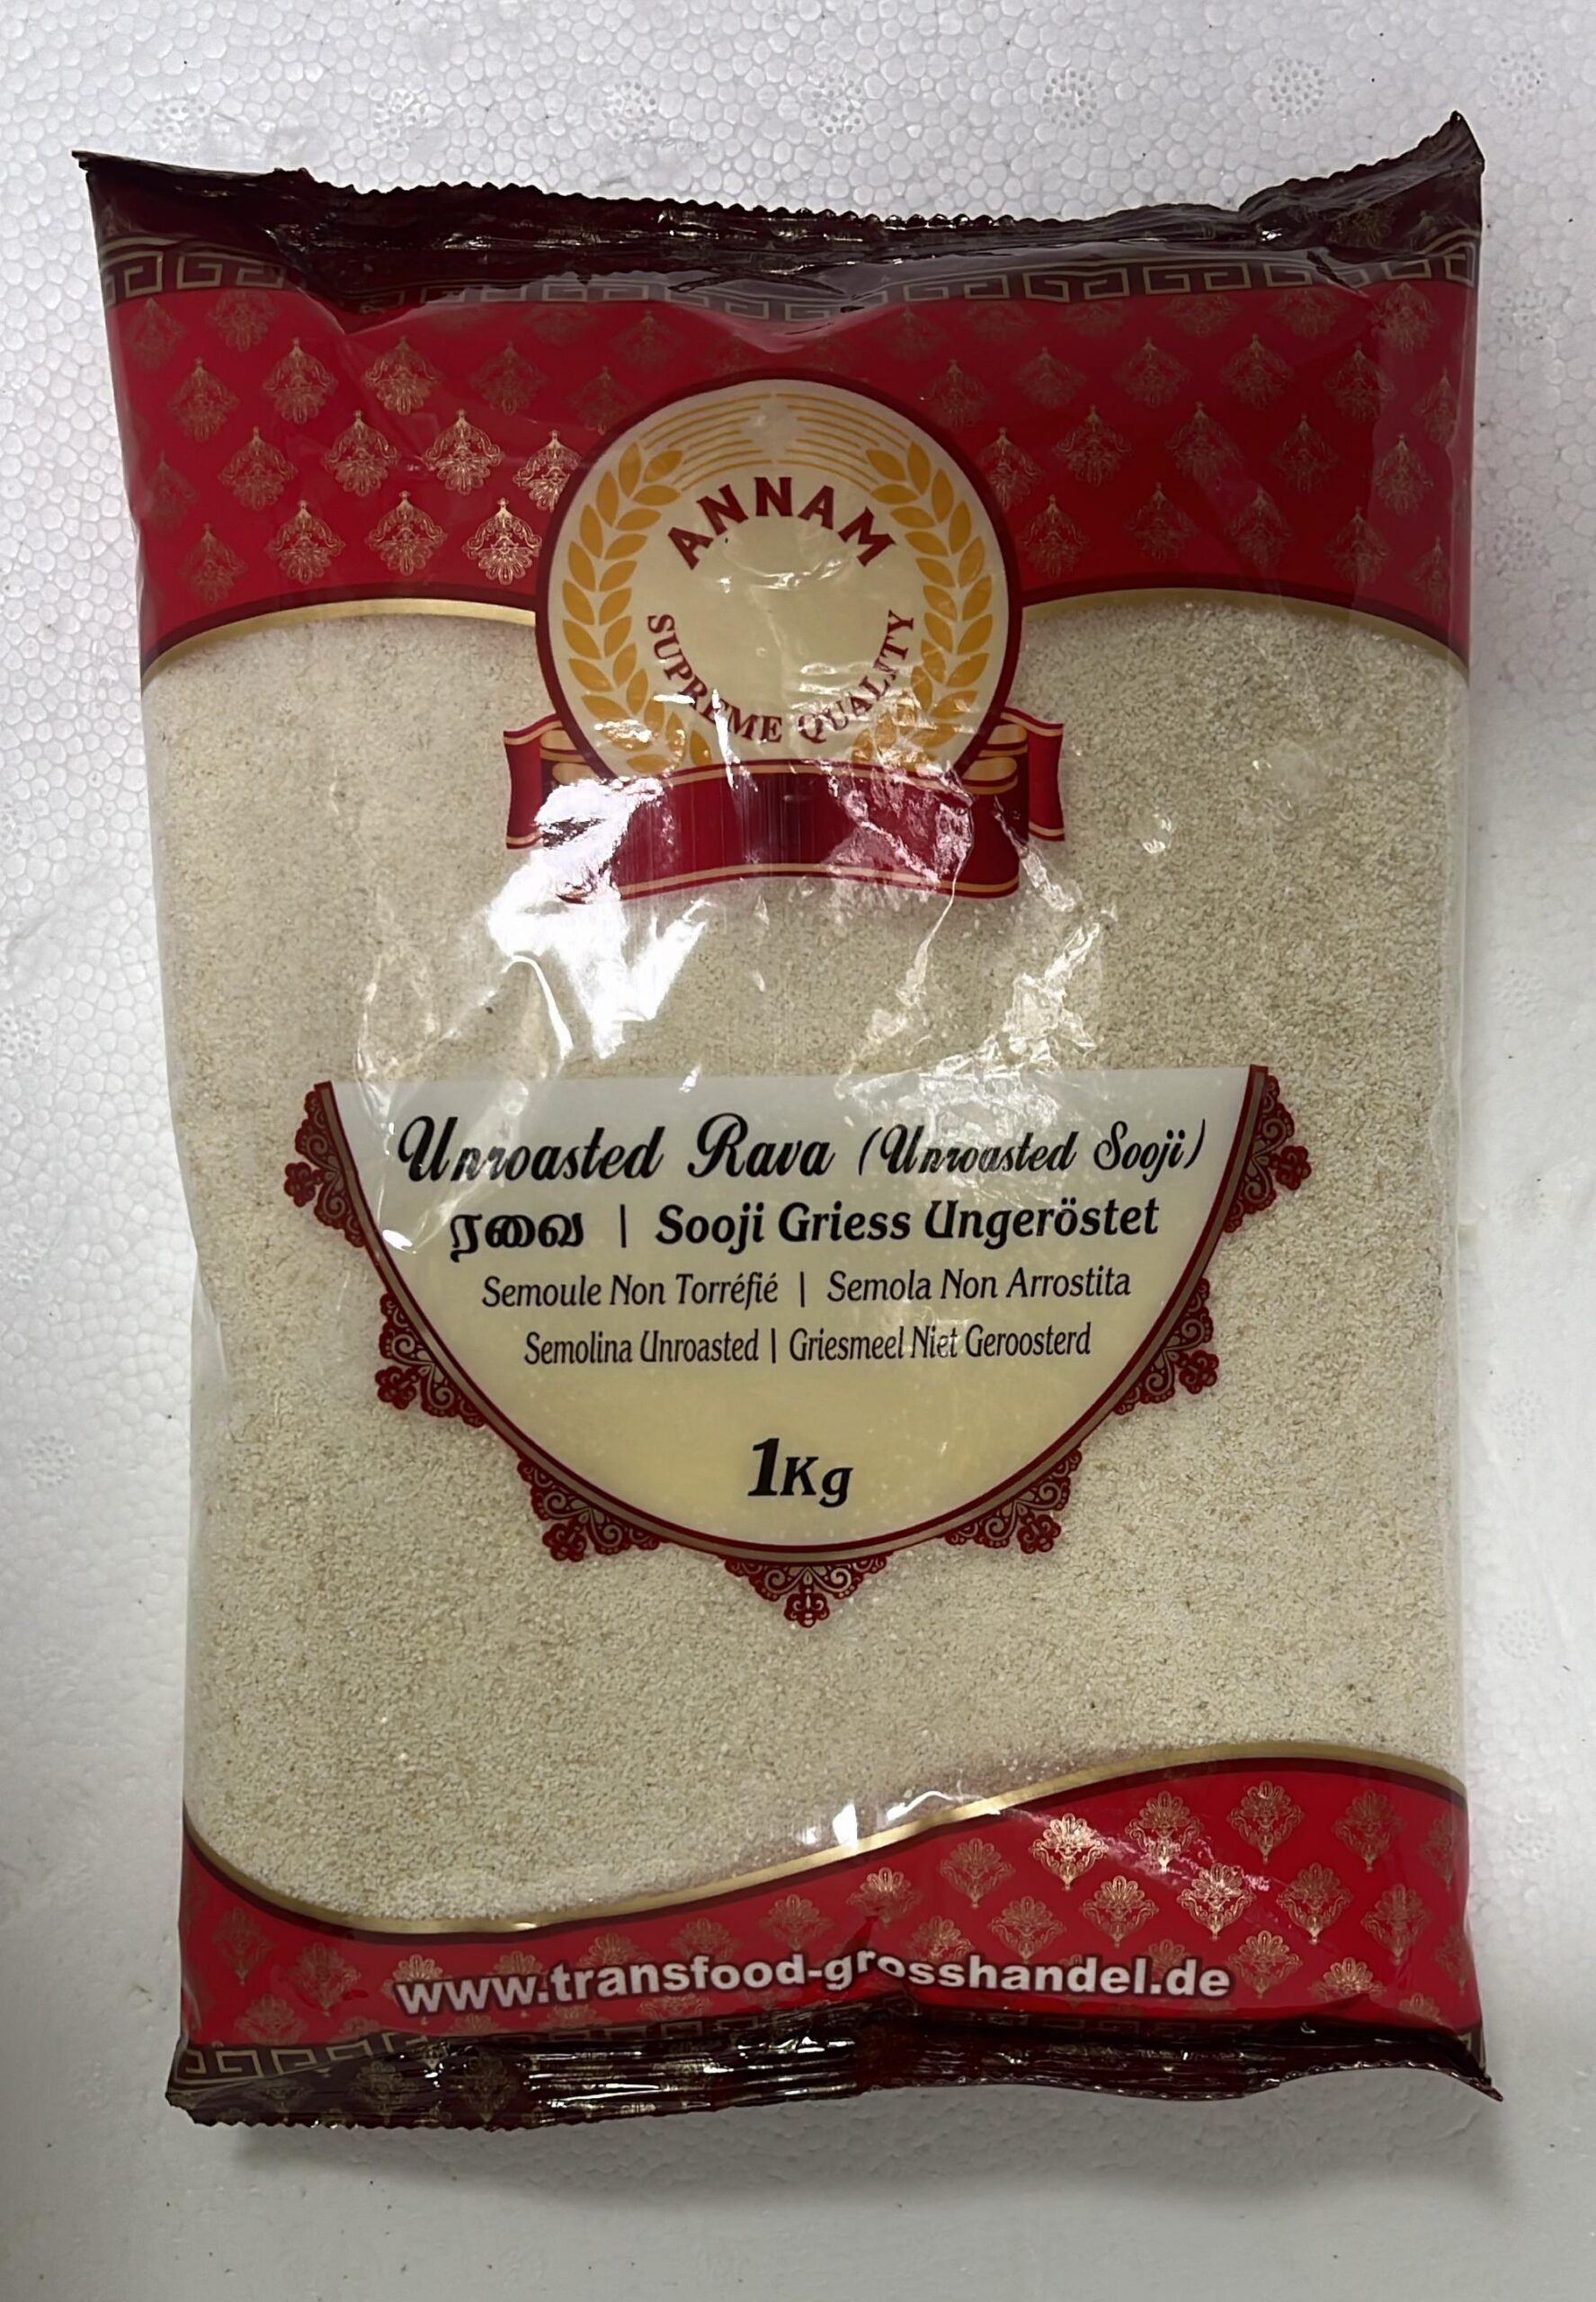 ANNAM
SUPREME QUALITY
Unroasted Rava (Unroasted Sooji)
ரவை | Sooji Griess Ungeröstet
Semoule Non Torréfié | Semola Non Arrostita
Semolina Unroasted | Griesmeel Niet Geroosterd
1Kg
www.transfood-grosshandel.de